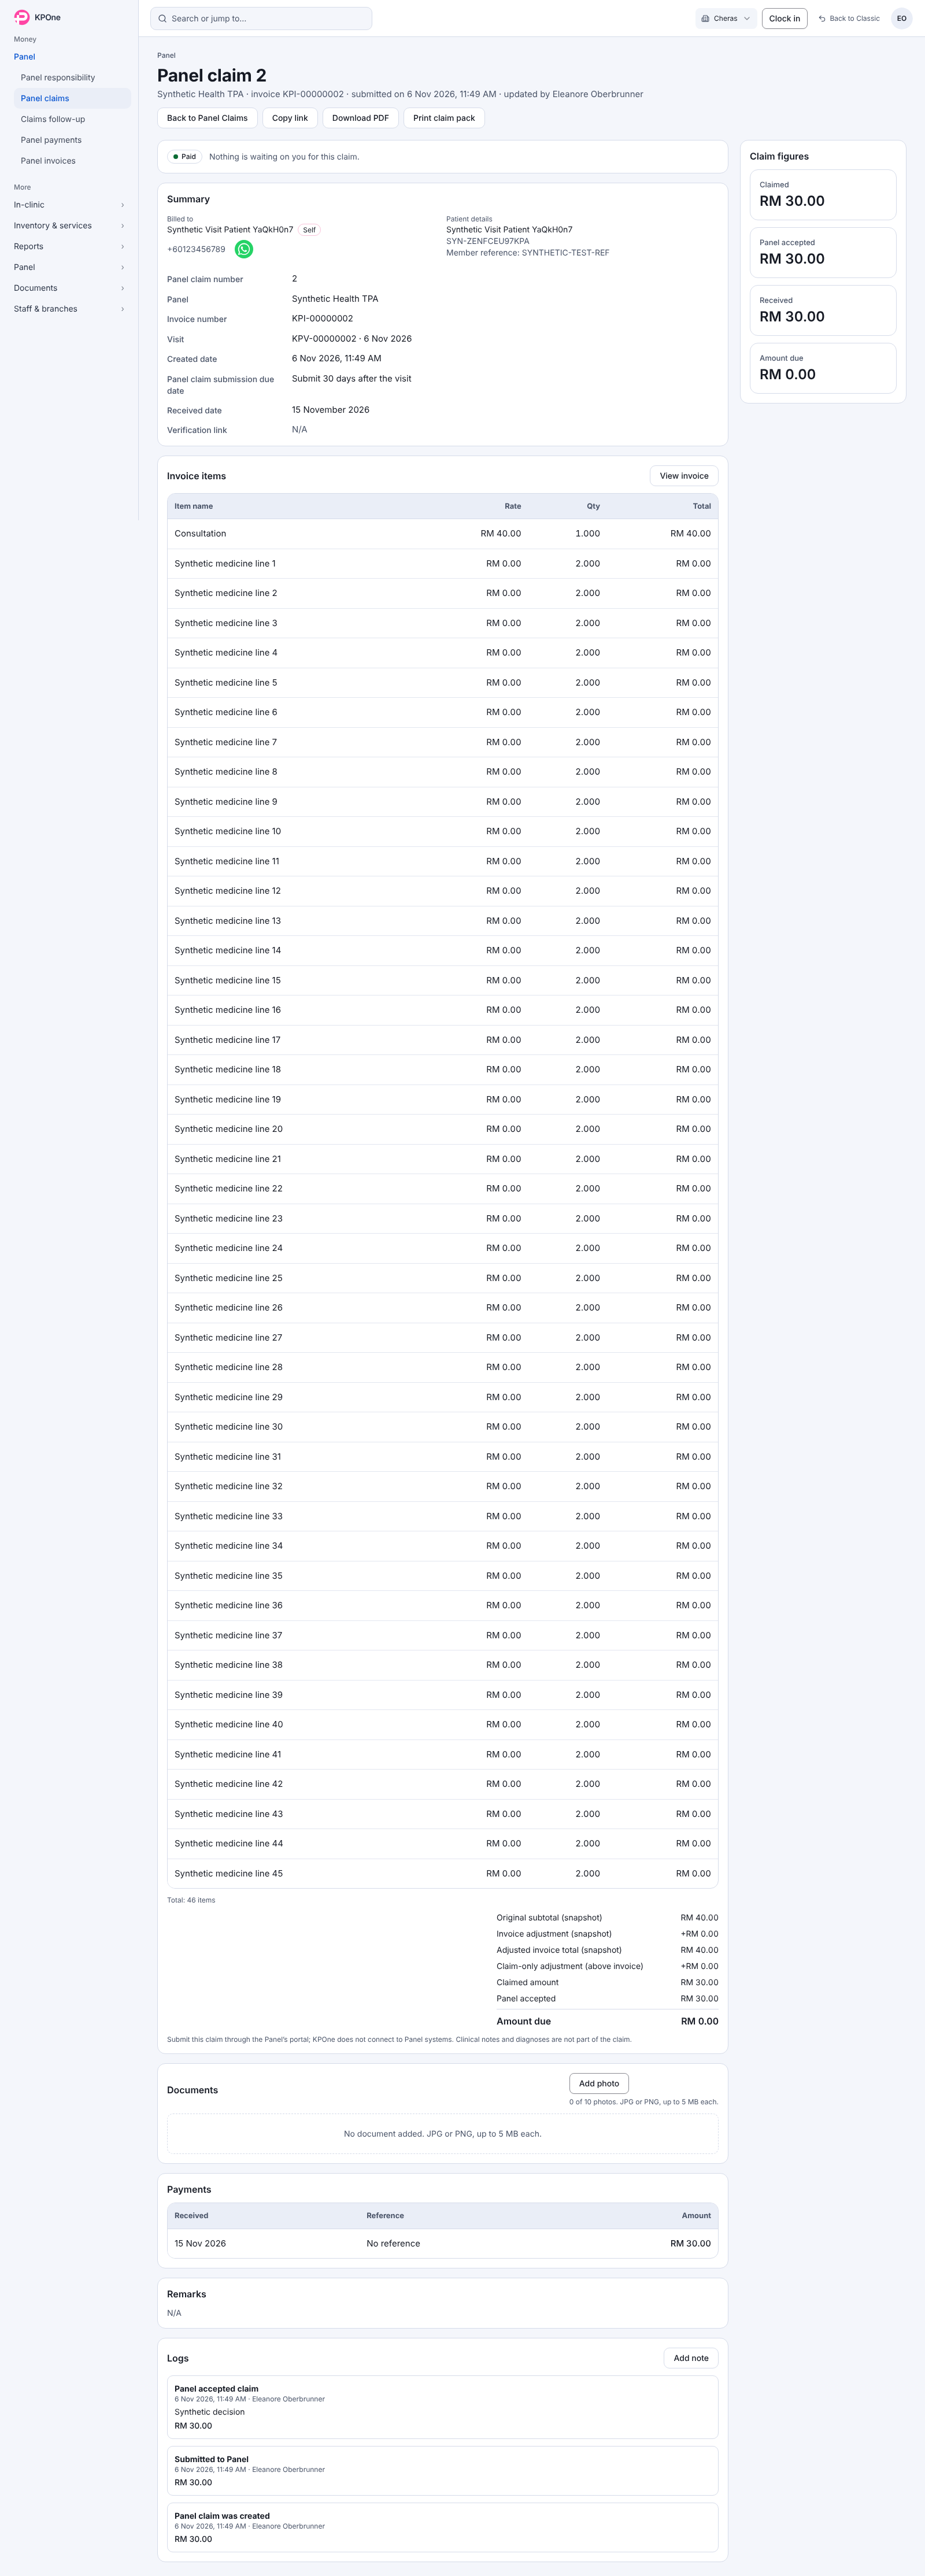 KPOne
Money
Panel
Panel responsibility
Panel claims
Claims follow-up
Panel payments
Panel invoices
More
In-clinic
Inventory & services
Reports
Panel
Documents
Staff & branches
Search or jump to...
Cheras
Clock in
Back to Classic
EO
Panel
Panel claim 2
Synthetic Health TPA · invoice KPI-00000002 · submitted on 6 Nov 2026, 11:49 AM · updated by Eleanore Oberbrunner
Back to Panel Claims
Copy link
Download PDF
Print claim pack
Paid
Nothing is waiting on you for this claim.
Summary
Billed to
Synthetic Visit Patient YaQkH0n7 Self
+60123456789
Patient details
Synthetic Visit Patient YaQkH0n7
SYN-ZENFCEU97KPA
Member reference: SYNTHETIC-TEST-REF
Panel claim number 2
Panel Synthetic Health TPA
Invoice number KPI-00000002
Visit KPV-00000002 · 6 Nov 2026
Created date 6 Nov 2026, 11:49 AM
Panel claim submission due date Submit 30 days after the visit
Received date 15 November 2026
Verification link N/A
Claim figures
Claimed
RM 30.00
Panel accepted
RM 30.00
Received
RM 30.00
Amount due
RM 0.00
Invoice items
View invoice
Item name Rate Qty Total
Consultation RM 40.00 1.000 RM 40.00
Synthetic medicine line 1 RM 0.00 2.000 RM 0.00
Synthetic medicine line 2 RM 0.00 2.000 RM 0.00
Synthetic medicine line 3 RM 0.00 2.000 RM 0.00
Synthetic medicine line 4 RM 0.00 2.000 RM 0.00
Synthetic medicine line 5 RM 0.00 2.000 RM 0.00
Synthetic medicine line 6 RM 0.00 2.000 RM 0.00
Synthetic medicine line 7 RM 0.00 2.000 RM 0.00
Synthetic medicine line 8 RM 0.00 2.000 RM 0.00
Synthetic medicine line 9 RM 0.00 2.000 RM 0.00
Synthetic medicine line 10 RM 0.00 2.000 RM 0.00
Synthetic medicine line 11 RM 0.00 2.000 RM 0.00
Synthetic medicine line 12 RM 0.00 2.000 RM 0.00
Synthetic medicine line 13 RM 0.00 2.000 RM 0.00
Synthetic medicine line 14 RM 0.00 2.000 RM 0.00
Synthetic medicine line 15 RM 0.00 2.000 RM 0.00
Synthetic medicine line 16 RM 0.00 2.000 RM 0.00
Synthetic medicine line 17 RM 0.00 2.000 RM 0.00
Synthetic medicine line 18 RM 0.00 2.000 RM 0.00
Synthetic medicine line 19 RM 0.00 2.000 RM 0.00
Synthetic medicine line 20 RM 0.00 2.000 RM 0.00
Synthetic medicine line 21 RM 0.00 2.000 RM 0.00
Synthetic medicine line 22 RM 0.00 2.000 RM 0.00
Synthetic medicine line 23 RM 0.00 2.000 RM 0.00
Synthetic medicine line 24 RM 0.00 2.000 RM 0.00
Synthetic medicine line 25 RM 0.00 2.000 RM 0.00
Synthetic medicine line 26 RM 0.00 2.000 RM 0.00
Synthetic medicine line 27 RM 0.00 2.000 RM 0.00
Synthetic medicine line 28 RM 0.00 2.000 RM 0.00
Synthetic medicine line 29 RM 0.00 2.000 RM 0.00
Synthetic medicine line 30 RM 0.00 2.000 RM 0.00
Synthetic medicine line 31 RM 0.00 2.000 RM 0.00
Synthetic medicine line 32 RM 0.00 2.000 RM 0.00
Synthetic medicine line 33 RM 0.00 2.000 RM 0.00
Synthetic medicine line 34 RM 0.00 2.000 RM 0.00
Synthetic medicine line 35 RM 0.00 2.000 RM 0.00
Synthetic medicine line 36 RM 0.00 2.000 RM 0.00
Synthetic medicine line 37 RM 0.00 2.000 RM 0.00
Synthetic medicine line 38 RM 0.00 2.000 RM 0.00
Synthetic medicine line 39 RM 0.00 2.000 RM 0.00
Synthetic medicine line 40 RM 0.00 2.000 RM 0.00
Synthetic medicine line 41 RM 0.00 2.000 RM 0.00
Synthetic medicine line 42 RM 0.00 2.000 RM 0.00
Synthetic medicine line 43 RM 0.00 2.000 RM 0.00
Synthetic medicine line 44 RM 0.00 2.000 RM 0.00
Synthetic medicine line 45 RM 0.00 2.000 RM 0.00
Total: 46 items
Original subtotal (snapshot) RM 40.00
Invoice adjustment (snapshot) +RM 0.00
Adjusted invoice total (snapshot) RM 40.00
Claim-only adjustment (above invoice) +RM 0.00
Claimed amount RM 30.00
Panel accepted RM 30.00
Amount due RM 0.00
Submit this claim through the Panel's portal; KPOne does not connect to Panel systems. Clinical notes and diagnoses are not part of the claim.
Documents
Add photo
0 of 10 photos. JPG or PNG, up to 5 MB each.
No document added. JPG or PNG, up to 5 MB each.
Payments
Received Reference Amount
15 Nov 2026 No reference RM 30.00
Remarks
N/A
Logs
Add note
Panel accepted claim
6 Nov 2026, 11:49 AM · Eleanore Oberbrunner
Synthetic decision
RM 30.00
Submitted to Panel
6 Nov 2026, 11:49 AM · Eleanore Oberbrunner
RM 30.00
Panel claim was created
6 Nov 2026, 11:49 AM · Eleanore Oberbrunner
RM 30.00